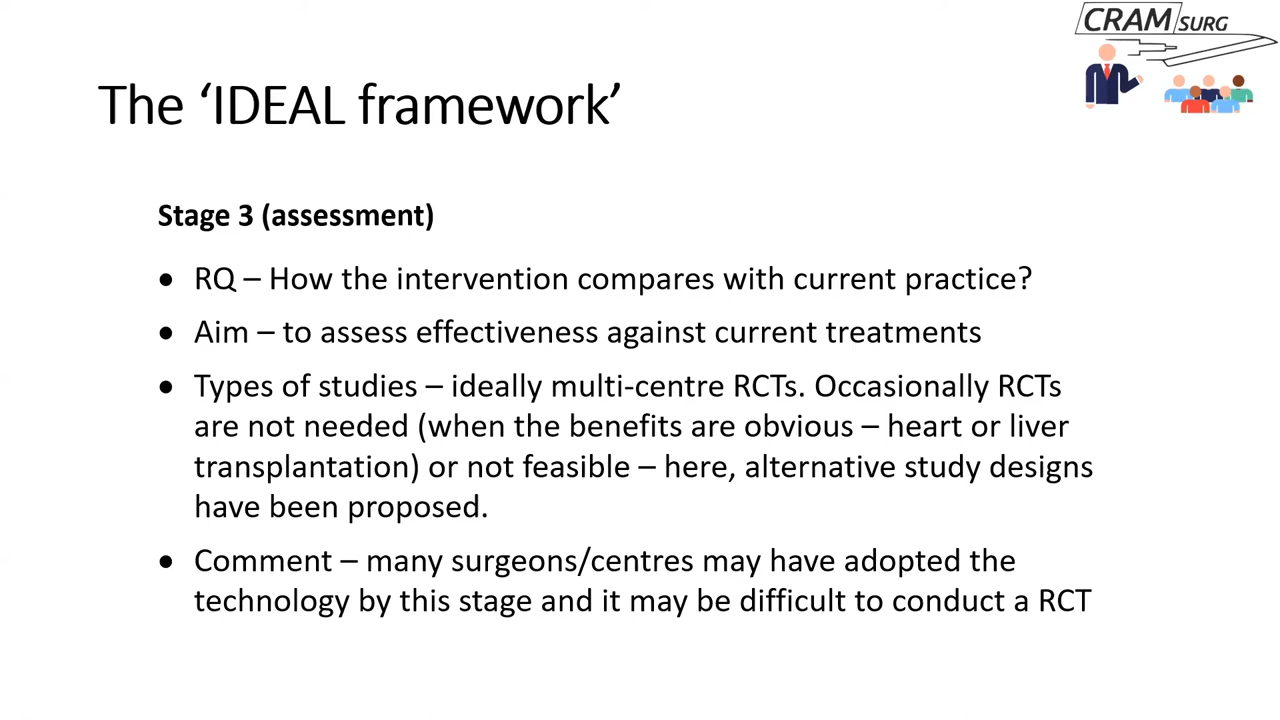 CRAM SURG
The ‘IDEAL framework’
Stage 3 (assessment)
• RQ – How the intervention compares with current practice?
• Aim – to assess effectiveness against current treatments
• Types of studies – ideally multi-centre RCTs. Occasionally RCTs
are not needed (when the benefits are obvious – heart or liver
transplantation) or not feasible – here, alternative study designs
have been proposed.
• Comment – many surgeons/centres may have adopted the
technology by this stage and it may be difficult to conduct a RCT